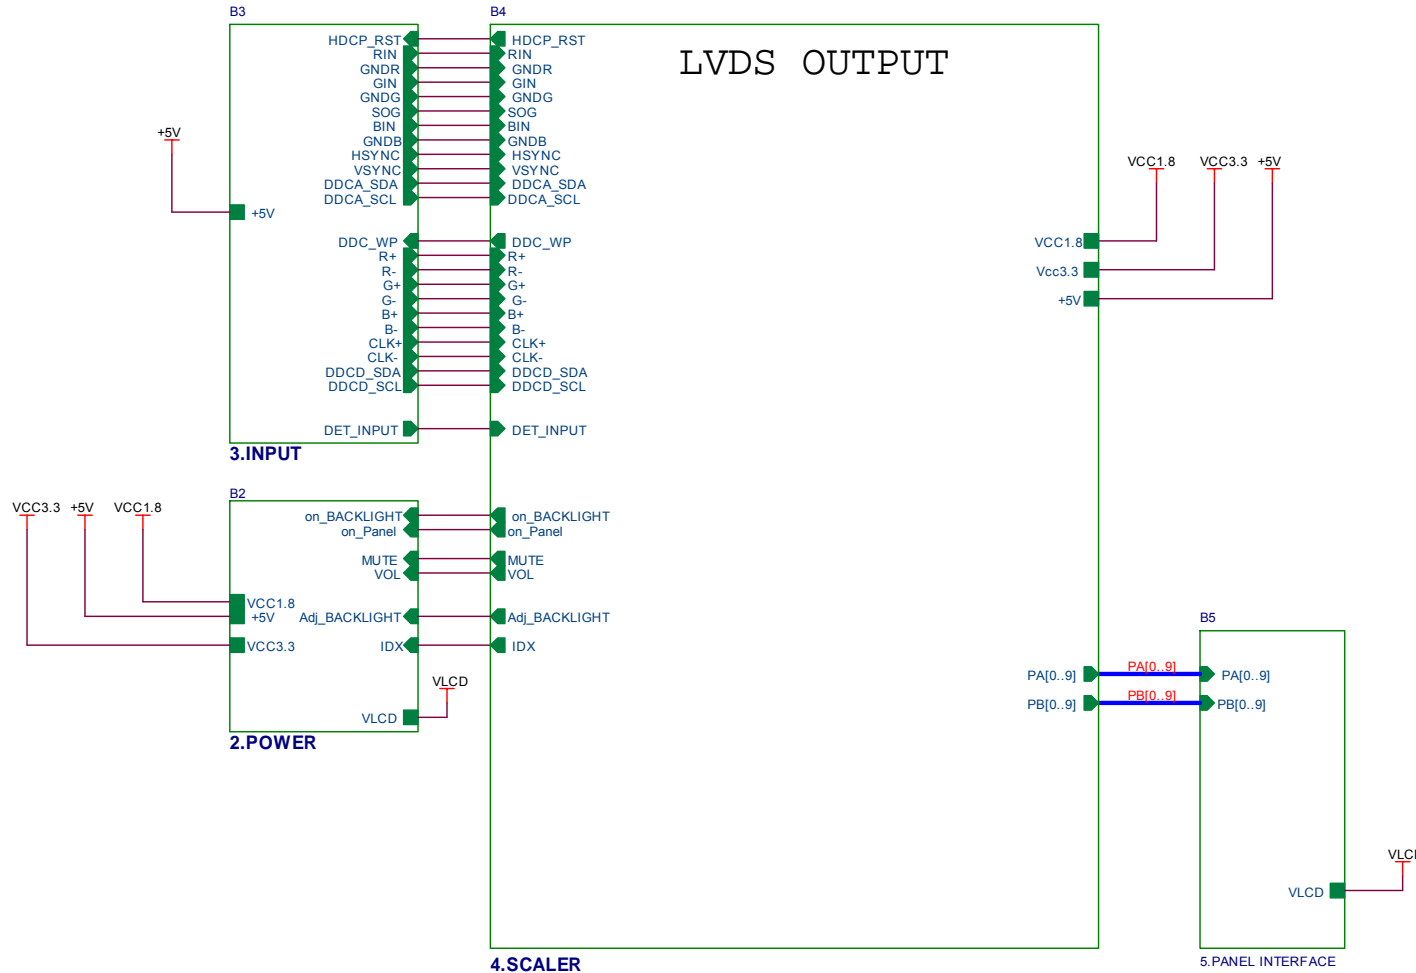 B3
HDCP_RST
RIN
GNDR
GIN
GNDG
SOG
BIN
GNDB
HSYNC
VSYNC
DDCA_SDA
DDCA_SCL
+5V
+5V
DDC_WP
R+
R-
G+
G-
B+
B-
CLK+
CLK-
DDCD_SDA
DDCD_SCL
DET_INPUT
3.INPUT
B4
LVDS OUTPUT
HDCP_RST
RIN
GNDR
GIN
GNDG
SOG
BIN
GNDB
HSYNC
VSYNC
DDCA_SDA
DDCA_SCL
DDC_WP
R+
R-
G+
G-
B+
B-
CLK+
CLK-
DDCD_SDA
DDCD_SCL
DET_INPUT
on_BACKLIGHT
on_Panel
MUTE
VOL
Adj_BACKLIGHT
IDX
VCC1.8 VCC3.3 +5V
VCC1.8
Vcc3.3
+5V
PA[0..9]
PB[0..9]
4.SCALER
B2
VCC3.3 +5V VCC1.8
on_BACKLIGHT
on_Panel
MUTE
VOL
VCC1.8
+5V
Adj_BACKLIGHT
VCC3.3
IDX
VLCD
VLCD
2.POWER
PA[0..9]
PB[0..9]
B5
PA[0..9]
PB[0..9]
VLCD
5.PANEL INTERFACE